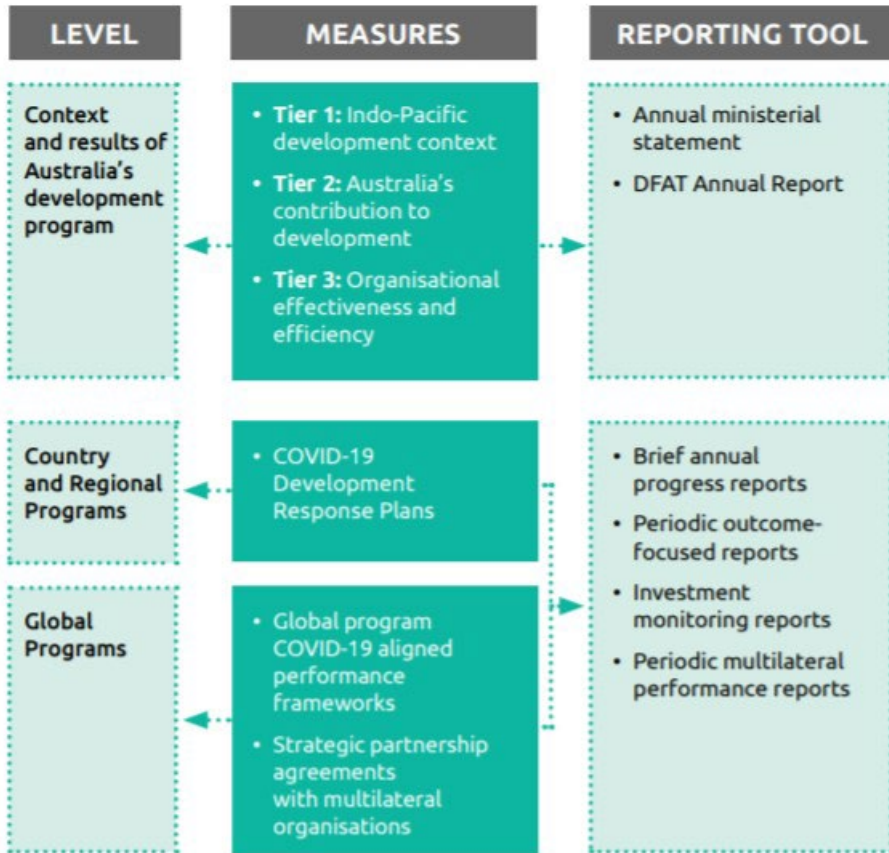 LEVEL
MEASURES
REPORTING TOOL
Context
and results of
Australia's
development
program
• Tier 1: Indo-Pacific
development context
• Tier 2: Australia's
contribution to
development
• Tier 3: Organisational
effectiveness and
efficiency
• Annual ministerial
statement
• DFAT Annual Report
Country
and Regional
Programs
• COVID-19
Development
Response Plans
• Brief annual
progress reports
• Periodic outcome-
focused reports
• Investment
monitoring reports
• Periodic multilateral
performance reports
Global
Programs
• Global program
COVID-19 aligned
performance
frameworks
• Strategic partnership
agreements
with multilateral
organisations